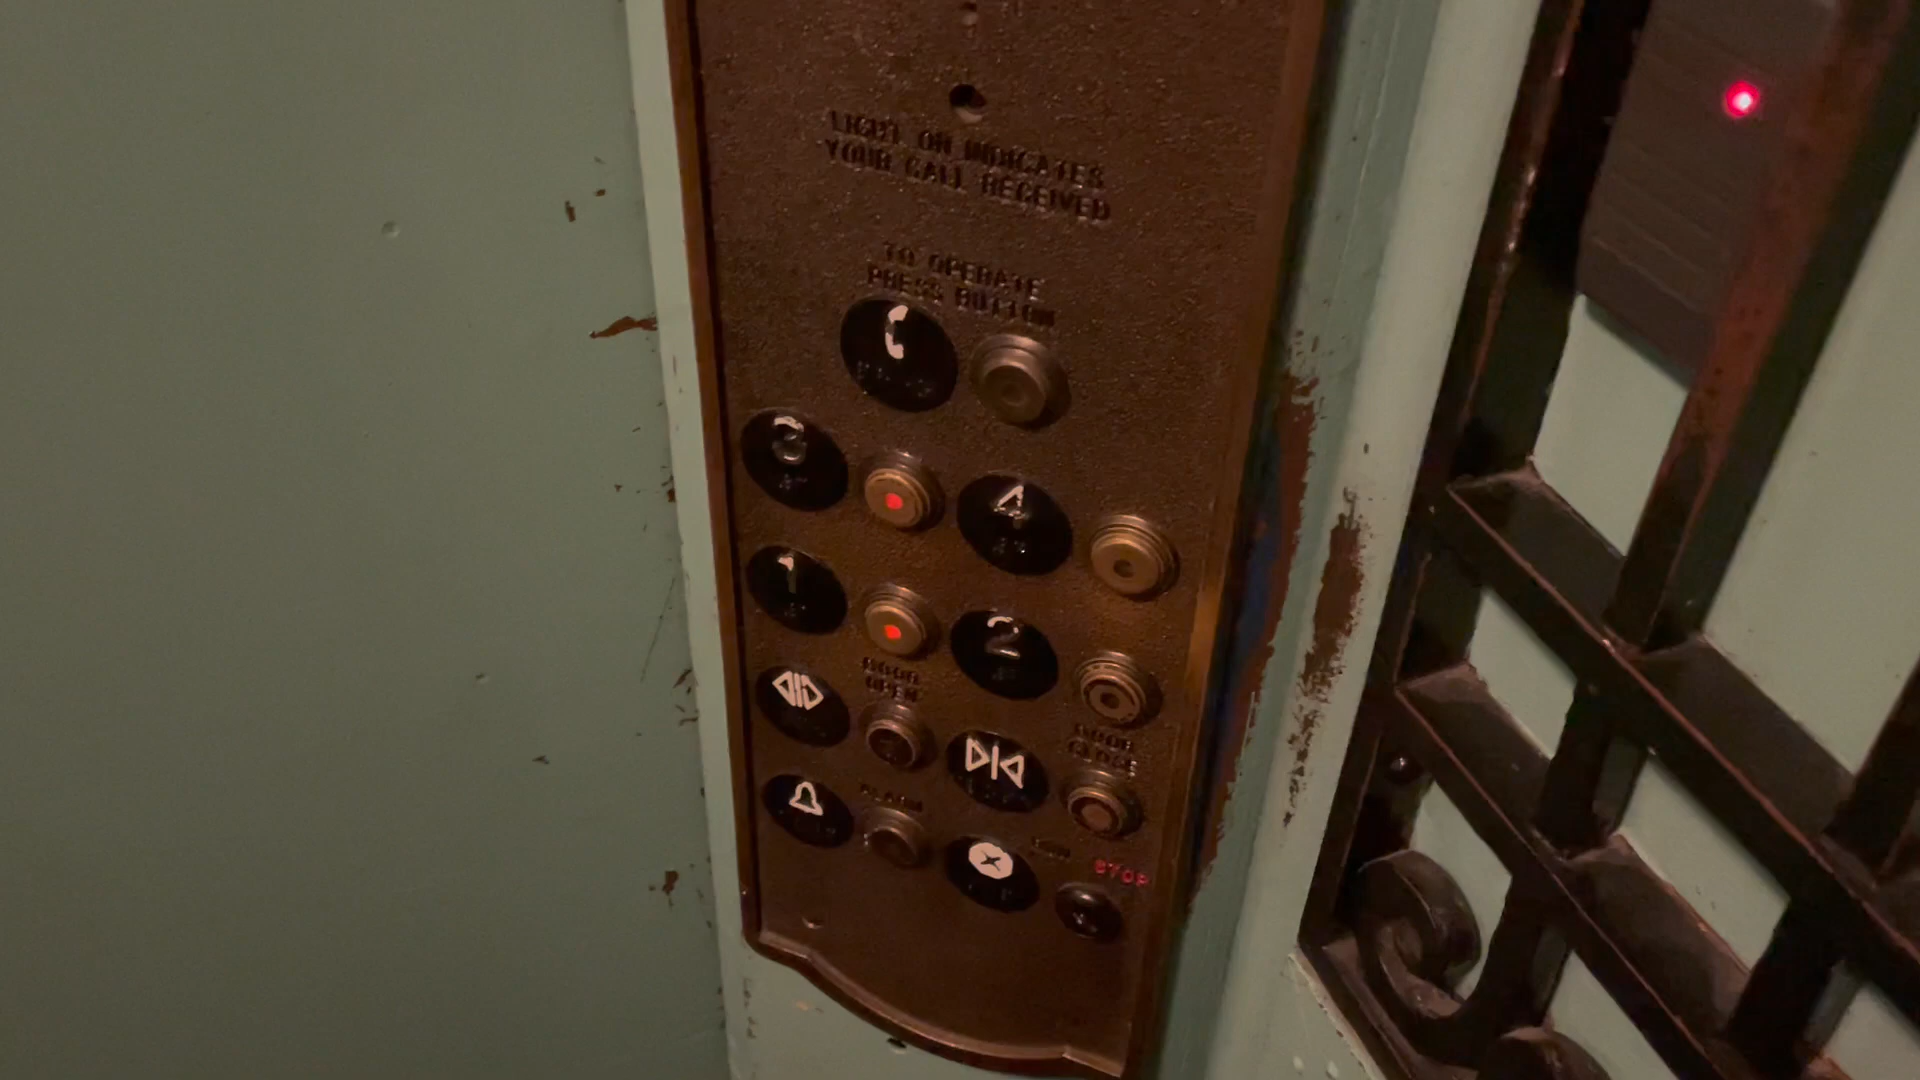 LIGHT ON INDICATES
YOUR CALL RECEIVED
TO OPERATE
PRESS BUTTON
3
4
1
2
DOOR
OPEN
DOOR
CLOSE
ALARM
RUN
STOP